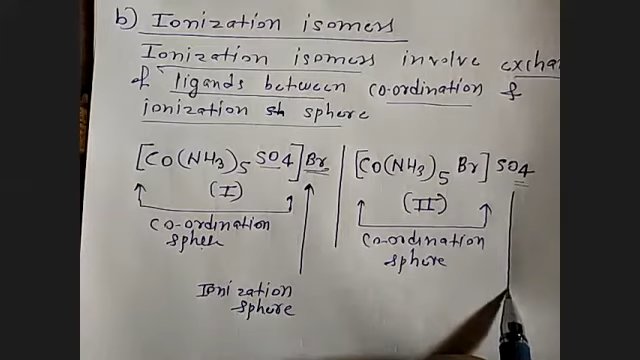 b) Ionization isomers
Ionization isomers involve excha
of ligands between co-ordination &
ionization sh sphere
[CO(NH3)5 SO4] Br [CO(NH3)5 Br] SO4
(I) (II)
Co-ordination sphere Co-ordination sphere
Ionization
sphere